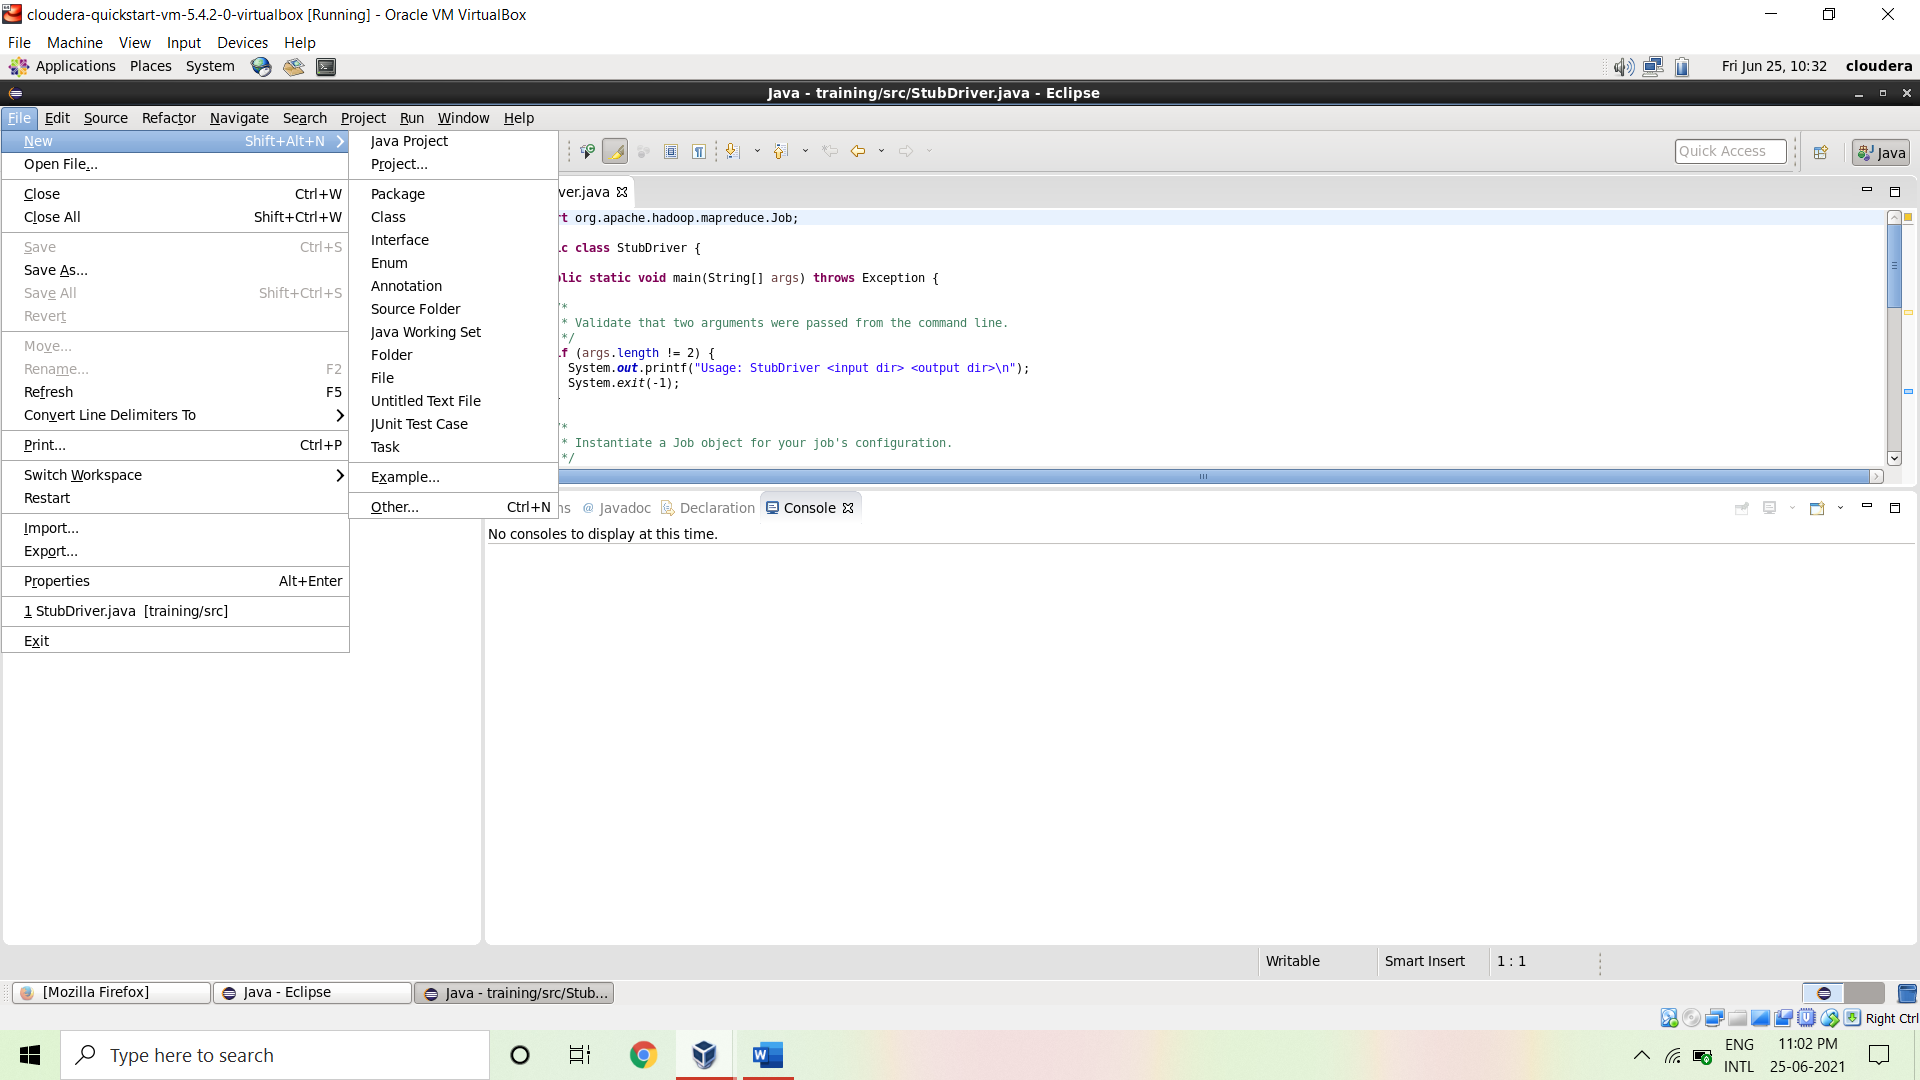 cloudera-quickstart-vm-5.4.2-0-virtualbox [Running] - Oracle VM VirtualBox
File Machine View Input Devices Help
Applications Places System Fri Jun 25, 10:32 cloudera
Java - training/src/StubDriver.java - Eclipse
File Edit Source Refactor Navigate Search Project Run Window Help
New Shift+Alt+N
Open File...
Close Ctrl+W
Close All Shift+Ctrl+W
Save Ctrl+S
Save As...
Save All Shift+Ctrl+S
Revert
Move...
Rename... F2
Refresh F5
Convert Line Delimiters To
Print... Ctrl+P
Switch Workspace
Restart
Import...
Export...
Properties Alt+Enter
1 StubDriver.java [training/src]
Exit
Java Project
Project...
Package
Class
Interface
Enum
Annotation
Source Folder
Java Working Set
Folder
File
Untitled Text File
JUnit Test Case
Task
Example...
Other... Ctrl+N
Quick Access
Java
ver.java
rt org.apache.hadoop.mapreduce.Job;
c class StubDriver {
lic static void main(String[] args) throws Exception {
*
* Validate that two arguments were passed from the command line.
*/
f (args.length != 2) {
System.out.printf("Usage: StubDriver <input dir> <output dir>\n");
System.exit(-1);
*
* Instantiate a Job object for your job's configuration.
*/
ns @ Javadoc Declaration Console
No consoles to display at this time.
Writable Smart Insert 1 : 1
[Mozilla Firefox] Java - Eclipse Java - training/src/Stub...
Right Ctrl
Type here to search
W
ENG
INTL
11:02 PM
25-06-2021